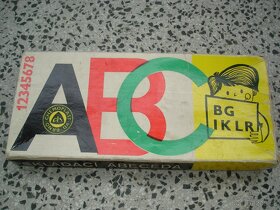 12345678
ABC
BG
IKLR
SKLÁDACÍ ABECEDA